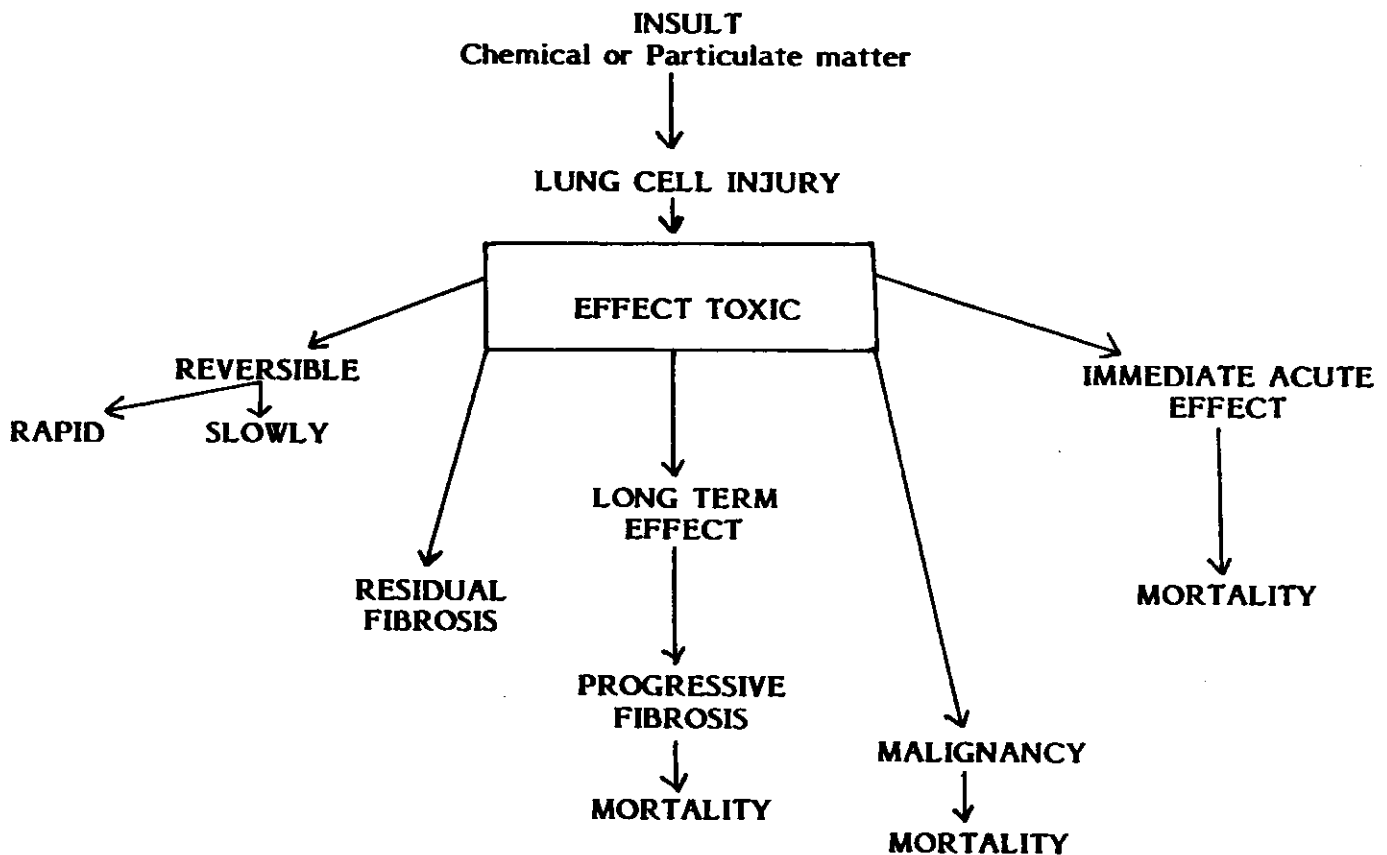 INSULT
Chemical or Particulate matter
LUNG CELL INJURY
EFFECT TOXIC
REVERSIBLE
RAPID
SLOWLY
IMMEDIATE ACUTE
EFFECT
MORTALITY
LONG TERM
EFFECT
RESIDUAL
FIBROSIS
PROGRESSIVE
FIBROSIS
MORTALITY
MALIGNANCY
MORTALITY